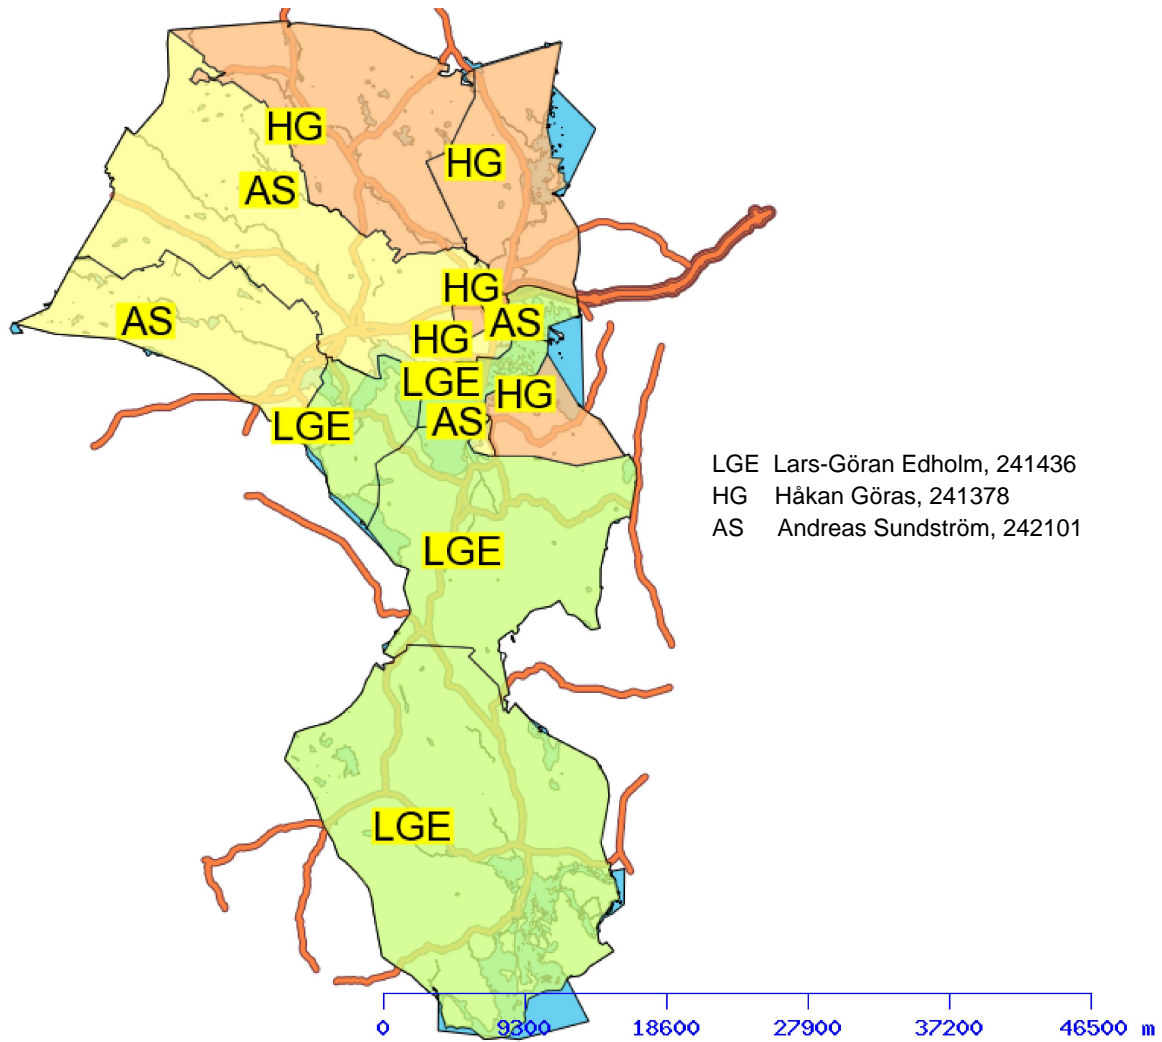 HG
HG
AS
HG
AS
AS
HG
LGE
HG
AS
LGE
LGE Lars-Göran Edholm, 241436
HG Håkan Göras, 241378
AS Andreas Sundström, 242101
LGE
LGE
0 9300 18600 27900 37200 46500 m